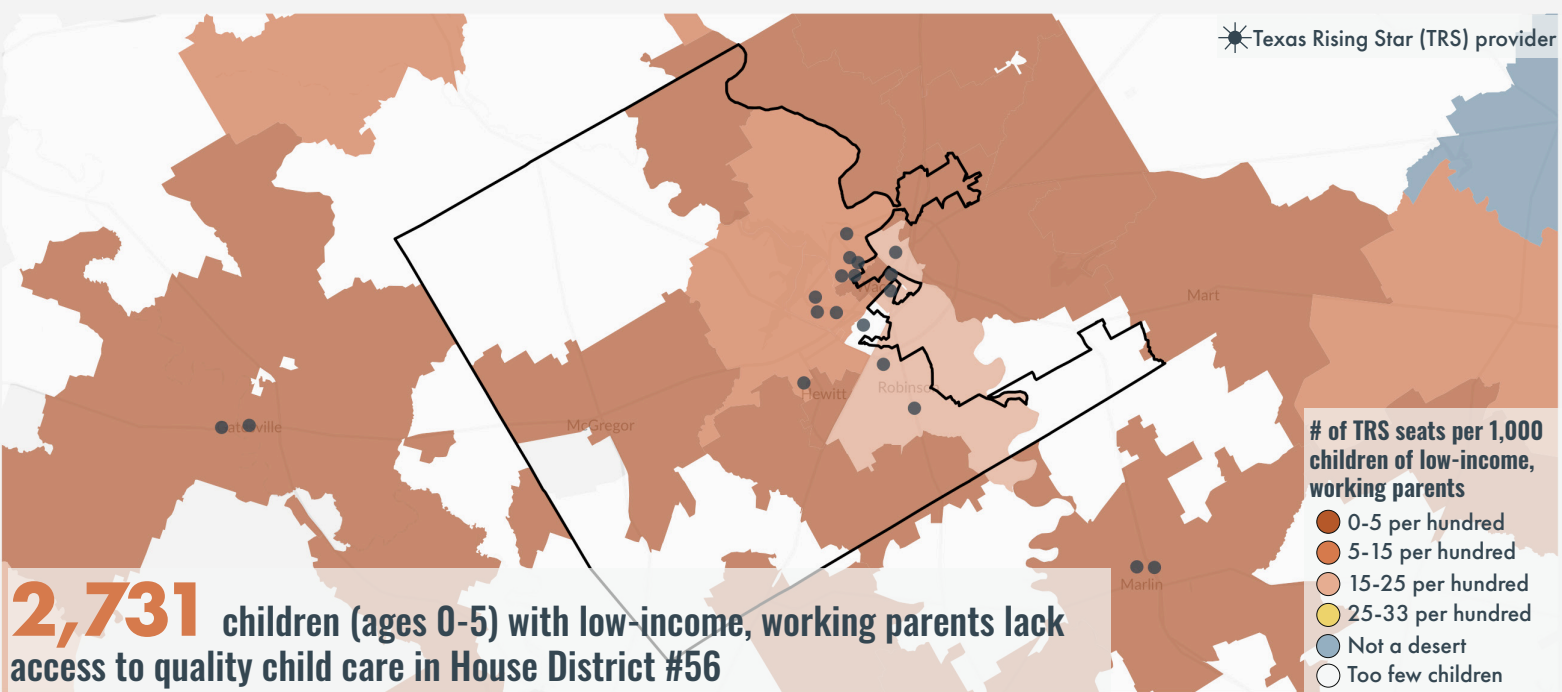 Texas Rising Star (TRS) provider
Mart
Hewitt
Robinson
McGregor
Marlin
# of TRS seats per 1,000
children of low-income,
working parents
0-5 per hundred
5-15 per hundred
15-25 per hundred
25-33 per hundred
Not a desert
Too few children
2,731 children (ages 0-5) with low-income, working parents lack
access to quality child care in House District #56